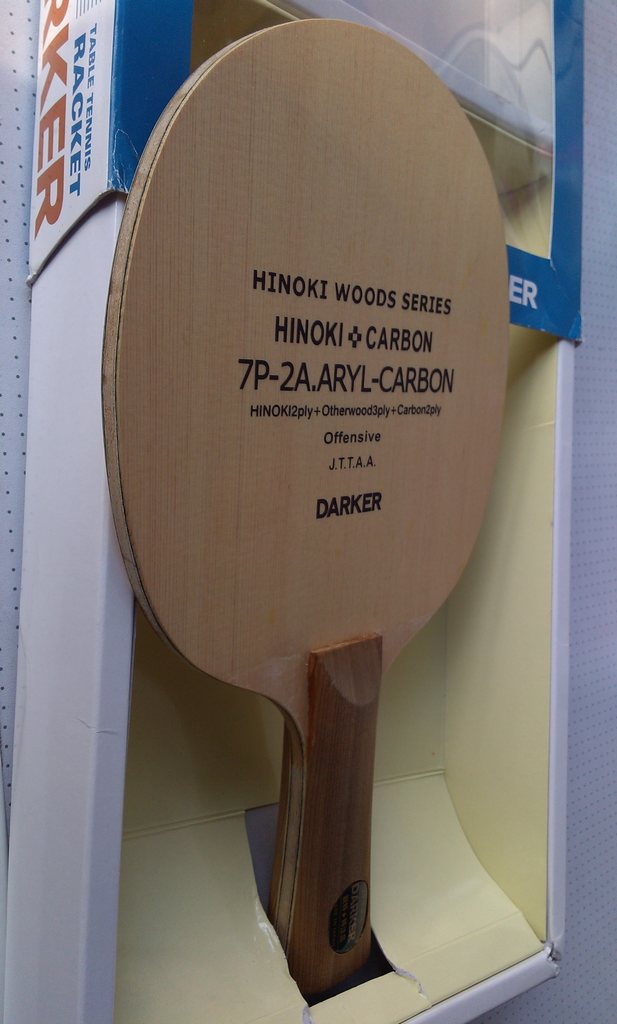 RKER
TABLE TENNIS
RACKET
ER
HINOKI WOODS SERIES
HINOKI+CARBON
7P-2A.ARYL-CARBON
HINOKI2ply+Otherwood3ply+Carbon2ply
Offensive
J.T.T.A.A.
DARKER
DARKER